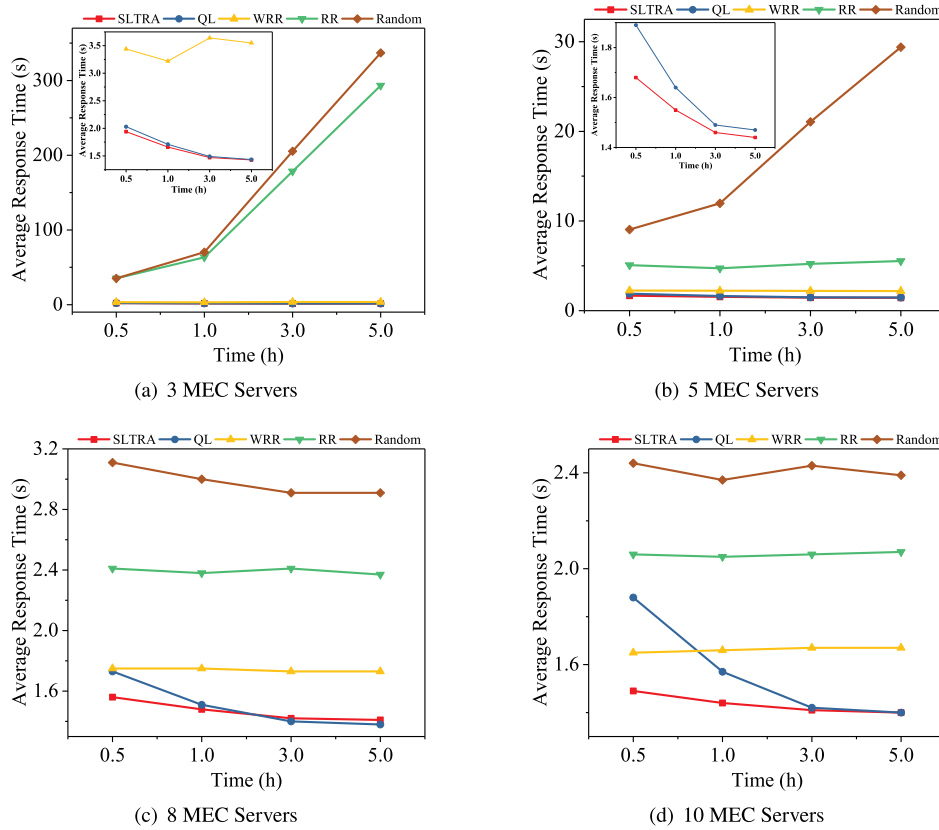 SLTRA QL WRR RR Random
Average Response Time (s)
350
300
100
50
0
0.5 1.0 3.0 5.0
Time (h)
Average Response Time (s)
3.5
3.0
2.5
2.0
1.5
0.5 1.0 3.0 5.0
Time (h)
(a) 3 MEC Servers
SLTRA QL WRR RR Random
Average Response Time (s)
30
20
10
0
0.5 1.0 3.0 5.0
Time (h)
Average Response Time (s)
1.8
1.6
1.4
0.5 1.0 3.0 5.0
Time (h)
(b) 5 MEC Servers
SLTRA QL WRR RR Random
Average Response Time (s)
3.2
2.8
2.4
2.0
1.6
0.5 1.0 3.0 5.0
Time (h)
(c) 8 MEC Servers
SLTRA QL WRR RR Random
Average Response Time (s)
2.4
2.0
1.6
0.5 1.0 3.0 5.0
Time (h)
(d) 10 MEC Servers